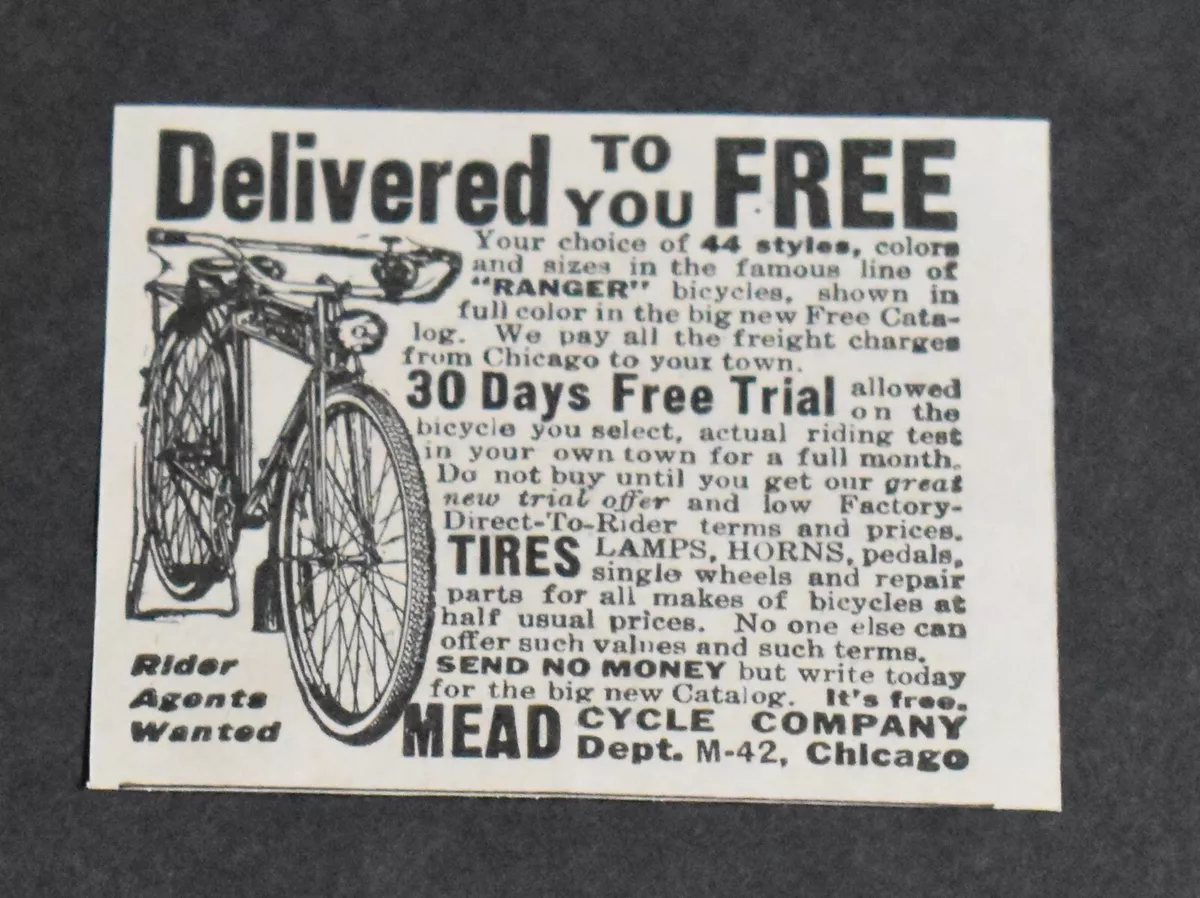 Delivered TO YOU FREE
Your choice of 44 styles, colors
and sizes in the famous line of
"RANGER" bicycles, shown in
full color in the big new Free Cata-
log. We pay all the freight charges
from Chicago to your town.
30 Days Free Trial allowed
on the
bicycle you select, actual riding test
in your own town for a full month.
Do not buy until you get our great
new trial offer and low Factory-
Direct-To-Rider terms and prices.
TIRES LAMPS, HORNS, pedals,
single wheels and repair
parts for all makes of bicycles at
half usual prices. No one else can
offer such values and such terms.
SEND NO MONEY but write today
for the big new Catalog. It's free.
MEAD CYCLE COMPANY
Dept. M-42, Chicago
Rider
Agents
Wanted